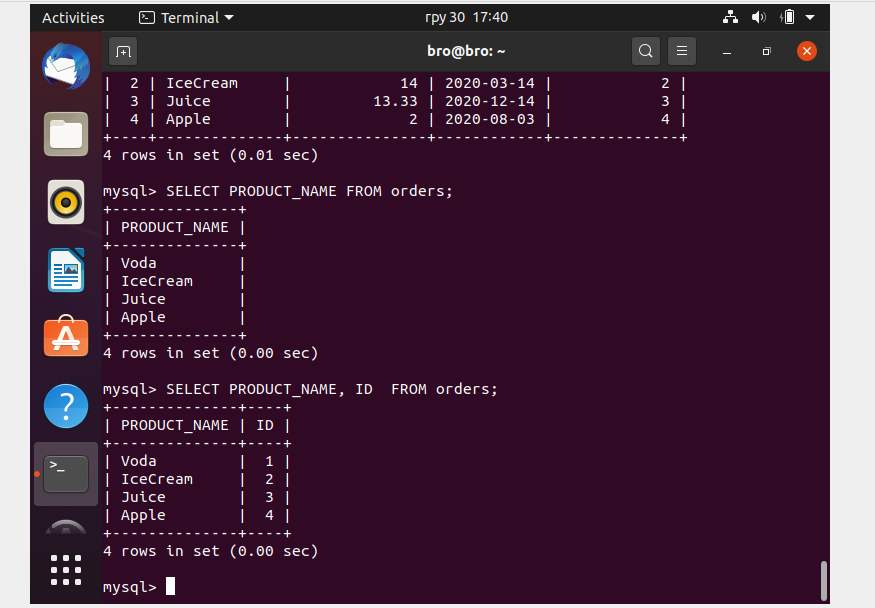 Activities Terminal гру 30 17:40
bro@bro: ~
|  2 | IceCream     |            14 | 2020-03-14 |            2 |
|  3 | Juice        |         13.33 | 2020-12-14 |            3 |
|  4 | Apple        |             2 | 2020-08-03 |            4 |
+----+--------------+---------------+------------+--------------+
4 rows in set (0.01 sec)
mysql> SELECT PRODUCT_NAME FROM orders;
+--------------+
| PRODUCT_NAME |
+--------------+
| Voda         |
| IceCream     |
| Juice        |
| Apple        |
+--------------+
4 rows in set (0.00 sec)
mysql> SELECT PRODUCT_NAME, ID  FROM orders;
+--------------+----+
| PRODUCT_NAME | ID |
+--------------+----+
| Voda         |  1 |
| IceCream     |  2 |
| Juice        |  3 |
| Apple        |  4 |
+--------------+----+
4 rows in set (0.00 sec)
mysql>